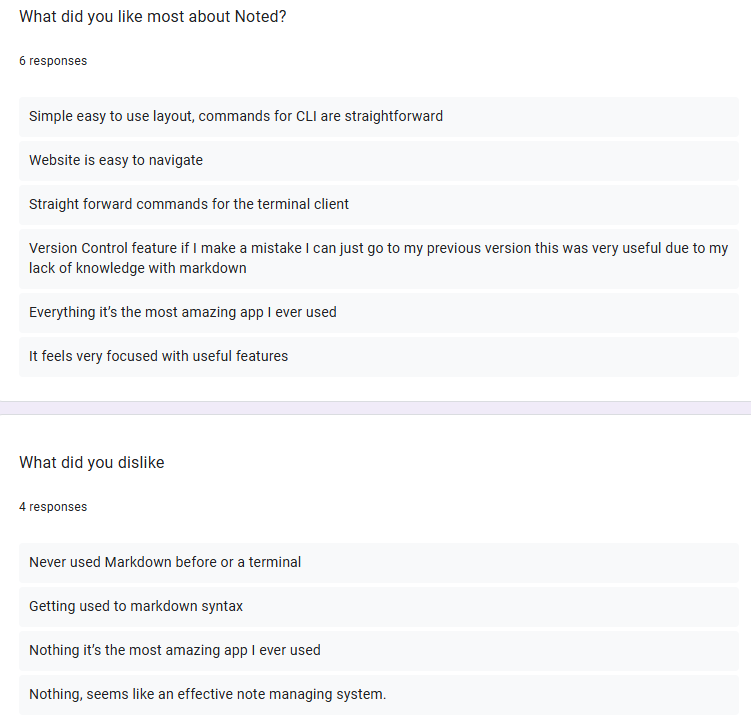 What did you like most about Noted?
6 responses
Simple easy to use layout, commands for CLI are straightforward
Website is easy to navigate
Straight forward commands for the terminal client
Version Control feature if I make a mistake I can just go to my previous version this was very useful due to my
lack of knowledge with markdown
Everything it’s the most amazing app I ever used
It feels very focused with useful features
What did you dislike
4 responses
Never used Markdown before or a terminal
Getting used to markdown syntax
Nothing it’s the most amazing app I ever used
Nothing, seems like an effective note managing system.